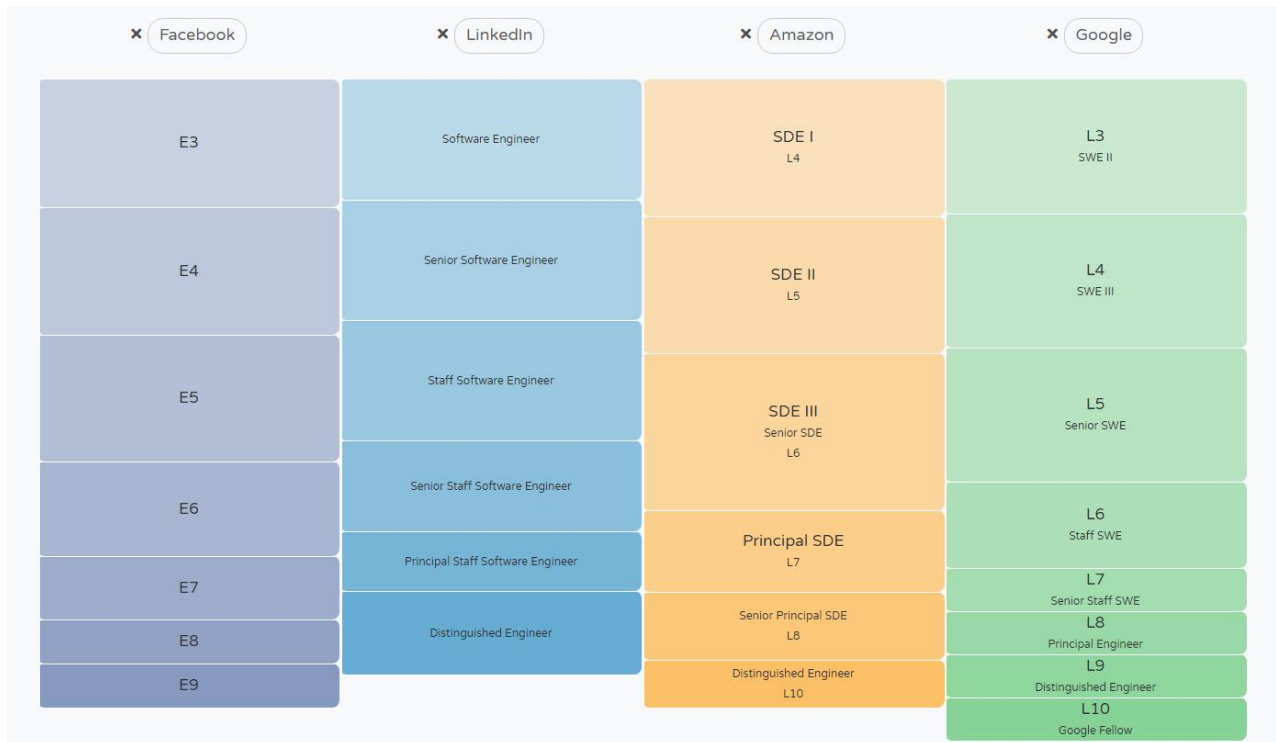 × Facebook
× LinkedIn
× Amazon
× Google
E3
E4
E5
E6
E7
E8
E9
Software Engineer
Senior Software Engineer
Staff Software Engineer
Senior Staff Software Engineer
Principal Staff Software Engineer
Distinguished Engineer
SDE I
L4
SDE II
L5
SDE III
Senior SDE
L6
Principal SDE
L7
Senior Principal SDE
L8
Distinguished Engineer
L10
L3
SWE II
L4
SWE III
L5
Senior SWE
L6
Staff SWE
L7
Senior Staff SWE
L8
Principal Engineer
L9
Distinguished Engineer
L10
Google Fellow